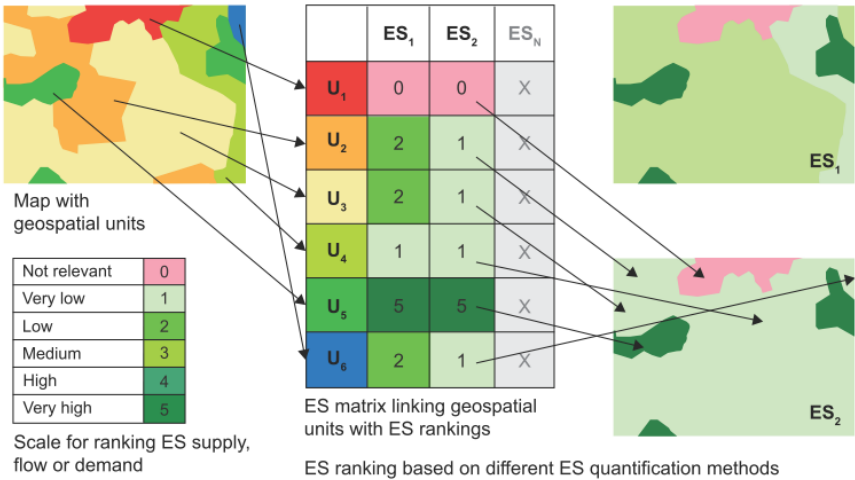 ES1 ES2 ESN
U1 0 0 X
U2 2 1 X
U3 2 1 X
U4 1 1 X
U5 5 5 X
U6 2 1 X
ES1
Map with
geospatial units
Not relevant 0
Very low 1
Low 2
Medium 3
High 4
Very high 5
Scale for ranking ES supply,
flow or demand
ES matrix linking geospatial
units with ES rankings
ES2
ES ranking based on different ES quantification methods